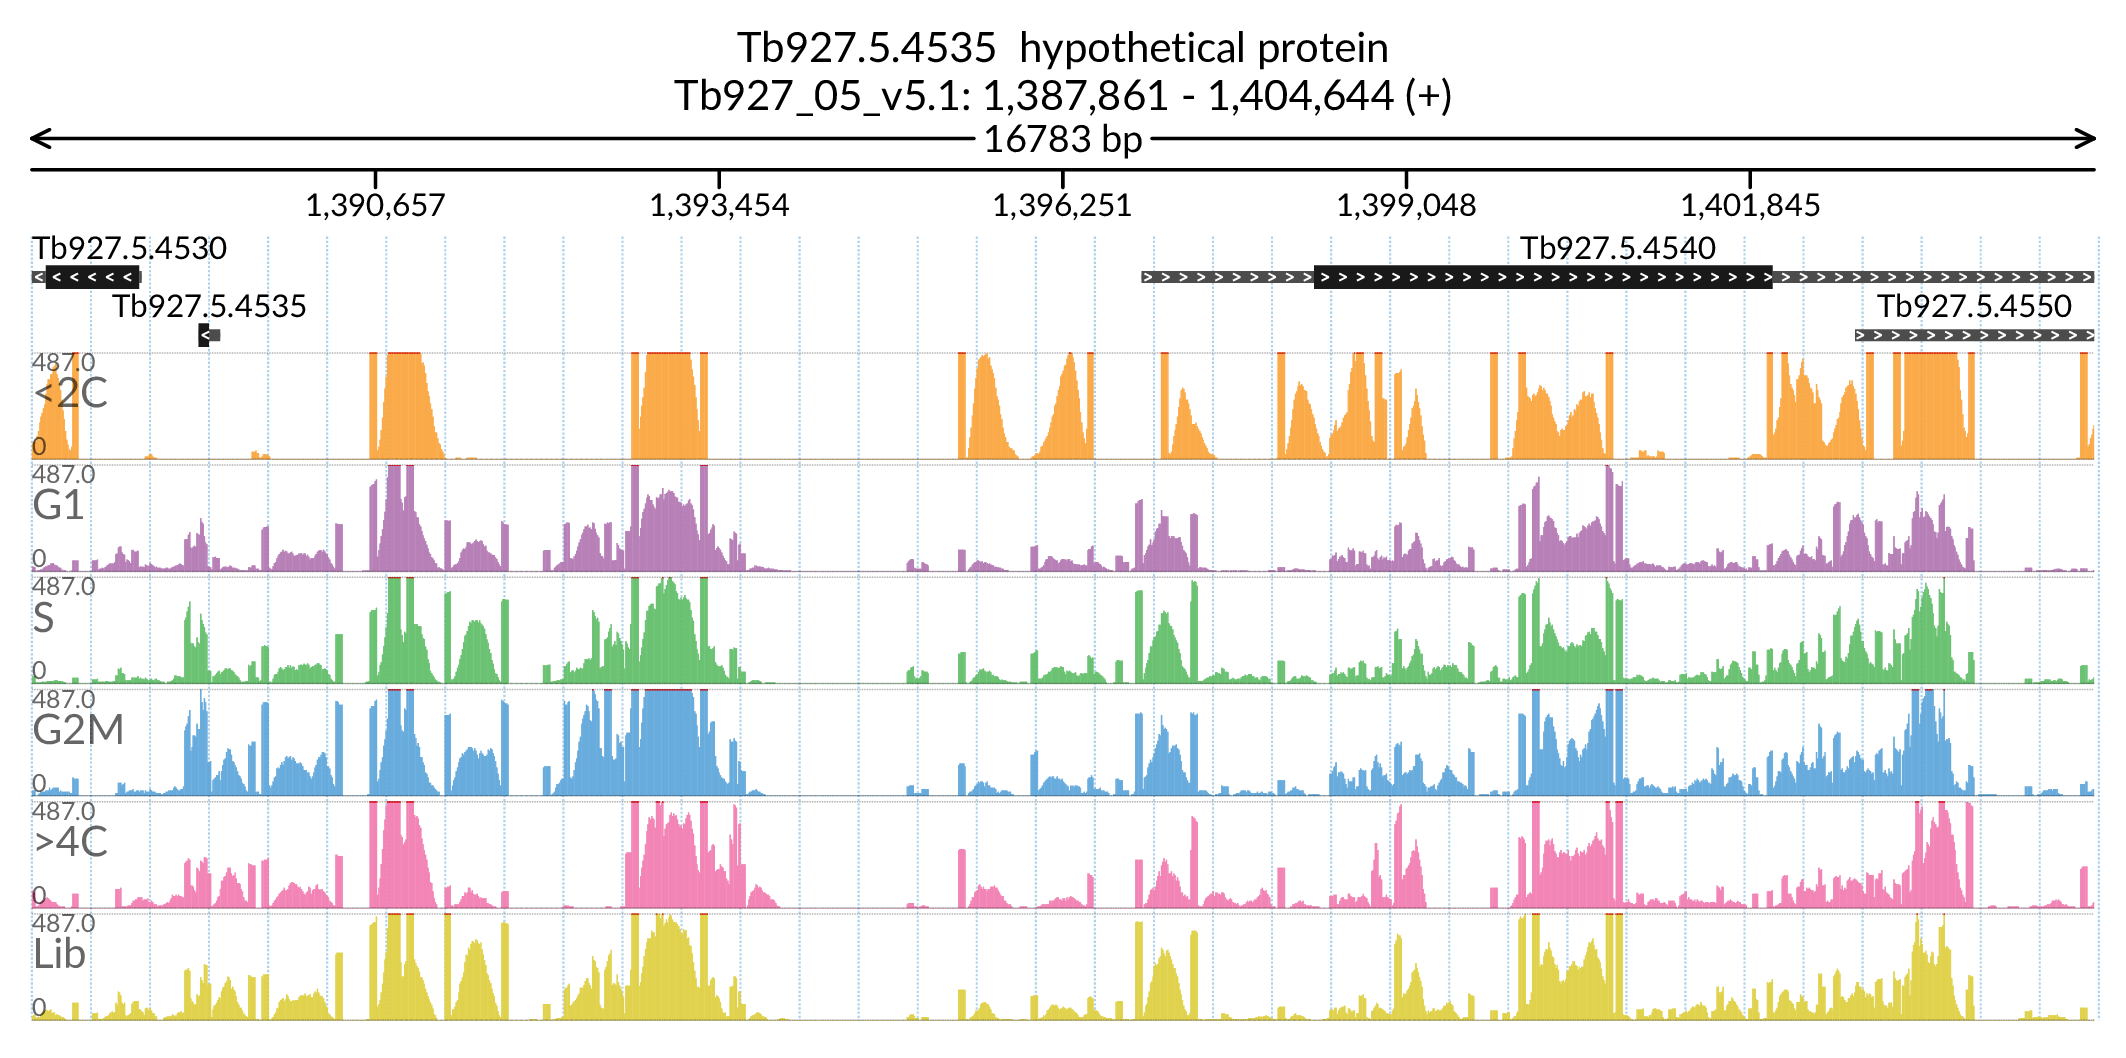 Tb927.5.4535  hypothetical protein
Tb927_05_v5.1: 1,387,861 - 1,404,644 (+)
16783 bp
1,390,657 1,393,454 1,396,251 1,399,048 1,401,845
Tb927.5.4530 Tb927.5.4540
Tb927.5.4535 Tb927.5.4550
487.0
<2C
0
487.0
G1
0
487.0
S
0
487.0
G2M
0
487.0
>4C
0
487.0
Lib
0